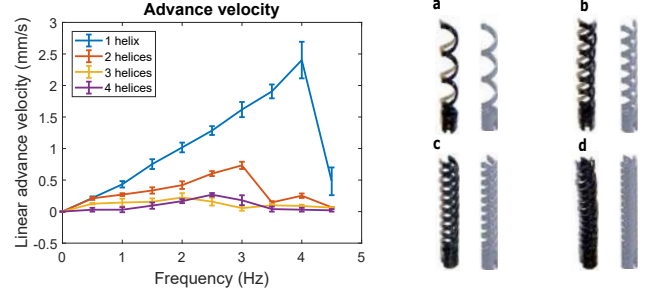 Advance velocity
Linear advance velocity (mm/s)
3
2.5
2
1.5
1
0.5
0
-0.5
1 helix
2 helices
3 helices
4 helices
0 1 2 3 4 5
Frequency (Hz)
a
b
c
d